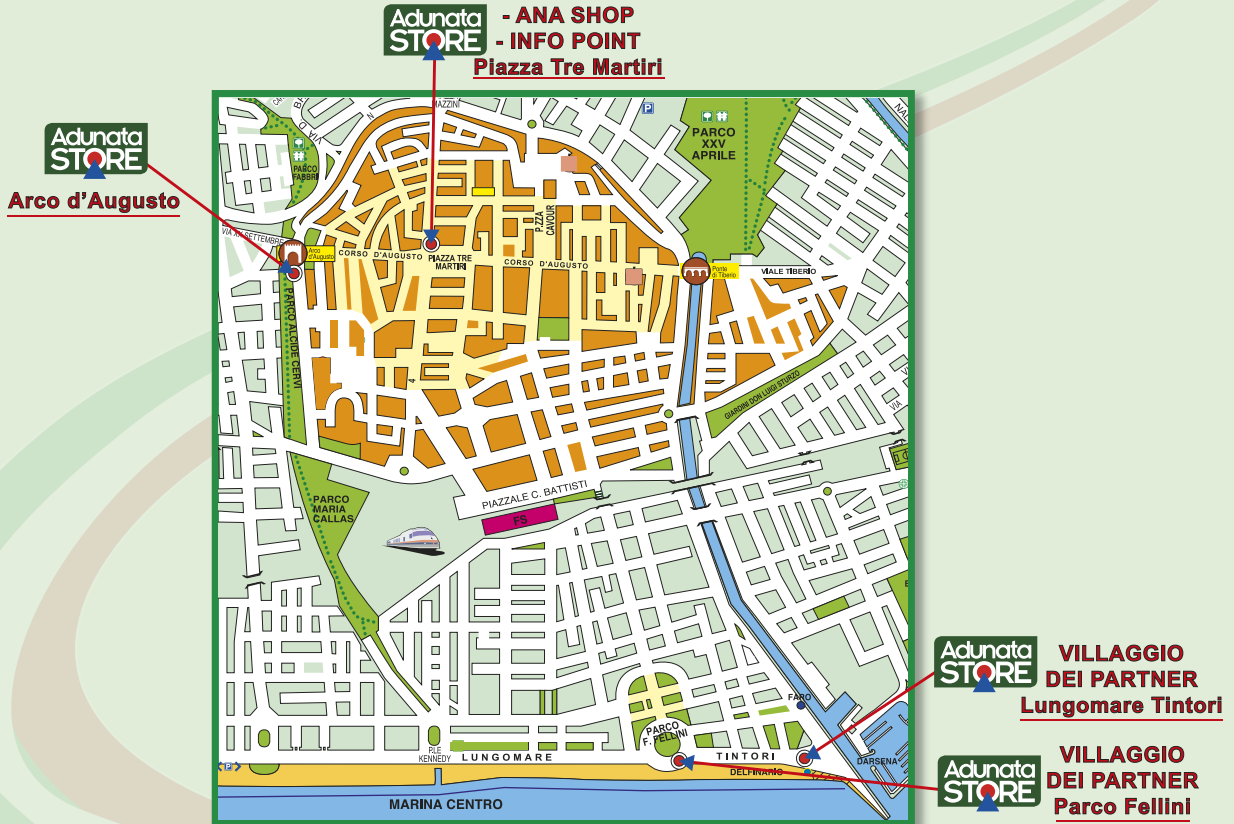 Adunata
STORE
- ANA SHOP
- INFO POINT
Piazza Tre Martiri
Adunata
STORE
Arco d'Augusto
MAZZINI
P
PARCO
XXV
APRILE
PARCO
FABBRI
VIA XX SETTEMBRE
Arco
d'Augusto
CORSO D'AUGUSTO
PIAZZA TRE
MARTIRI
CORSO D'AUGUSTO
P.ZZA
CAVOUR
Ponte
di Tiberio
VIALE TIBERIO
PARCO ALCIDE CERVI
4
GIARDINI DON LUIGI STURZO
VIA
PIAZZALE C. BATTISTI
FS
PARCO
MARIA
CALLAS
FARO
PARCO
F. FELLINI
P.LE
KENNEDY
LUNGOMARE
TINTORI
DELFINARIO
DARSENA
P
MARINA CENTRO
Adunata
STORE
VILLAGGIO
DEI PARTNER
Lungomare Tintori
Adunata
STORE
VILLAGGIO
DEI PARTNER
Parco Fellini